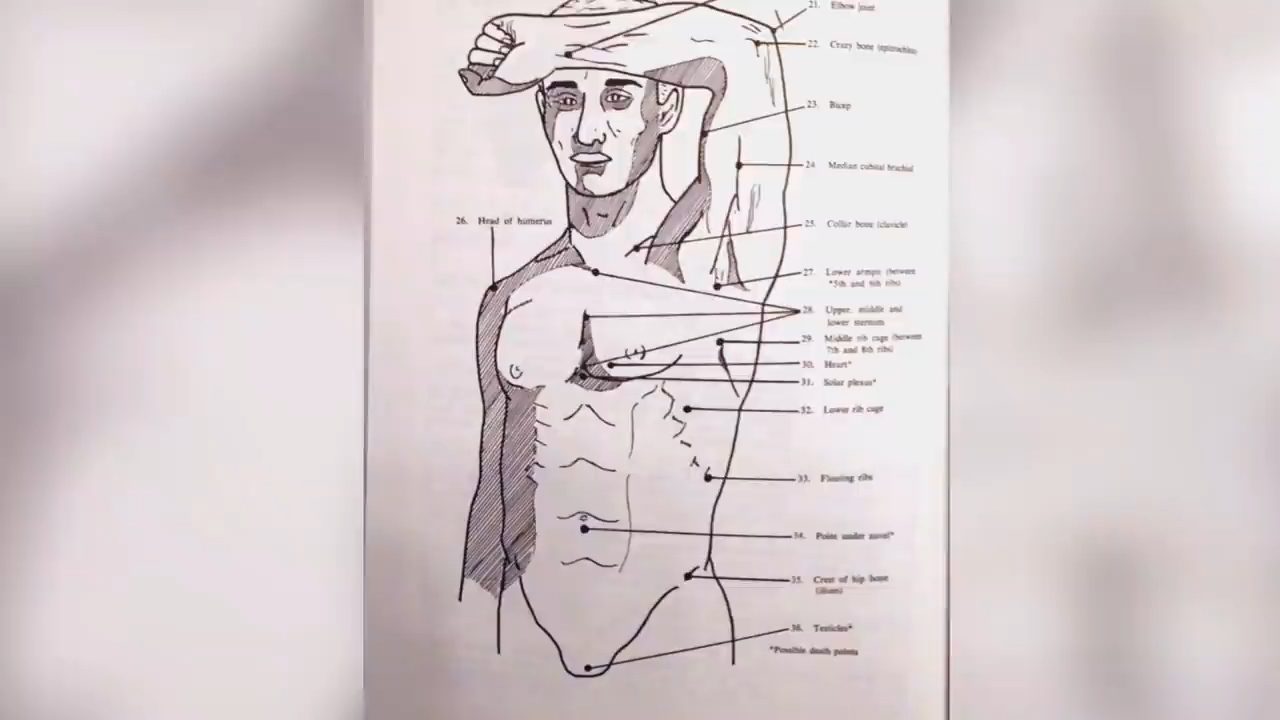 21. Elbow joint
22. Crazy bone (epitrochlea)
23. Bicep
24. Median cubital brachial
25. Collar bone (clavicle)
26. Head of humerus
27. Lower armpit (between
*5th and 6th ribs)
28. Upper, middle and
lower sternum
29. Middle rib cage (between
7th and 8th ribs)
30. Heart*
31. Solar plexus*
32. Lower rib cage
33. Floating ribs
34. Point under navel*
35. Crest of hip bone
(ilium)
36. Testicles*
*Possible death points